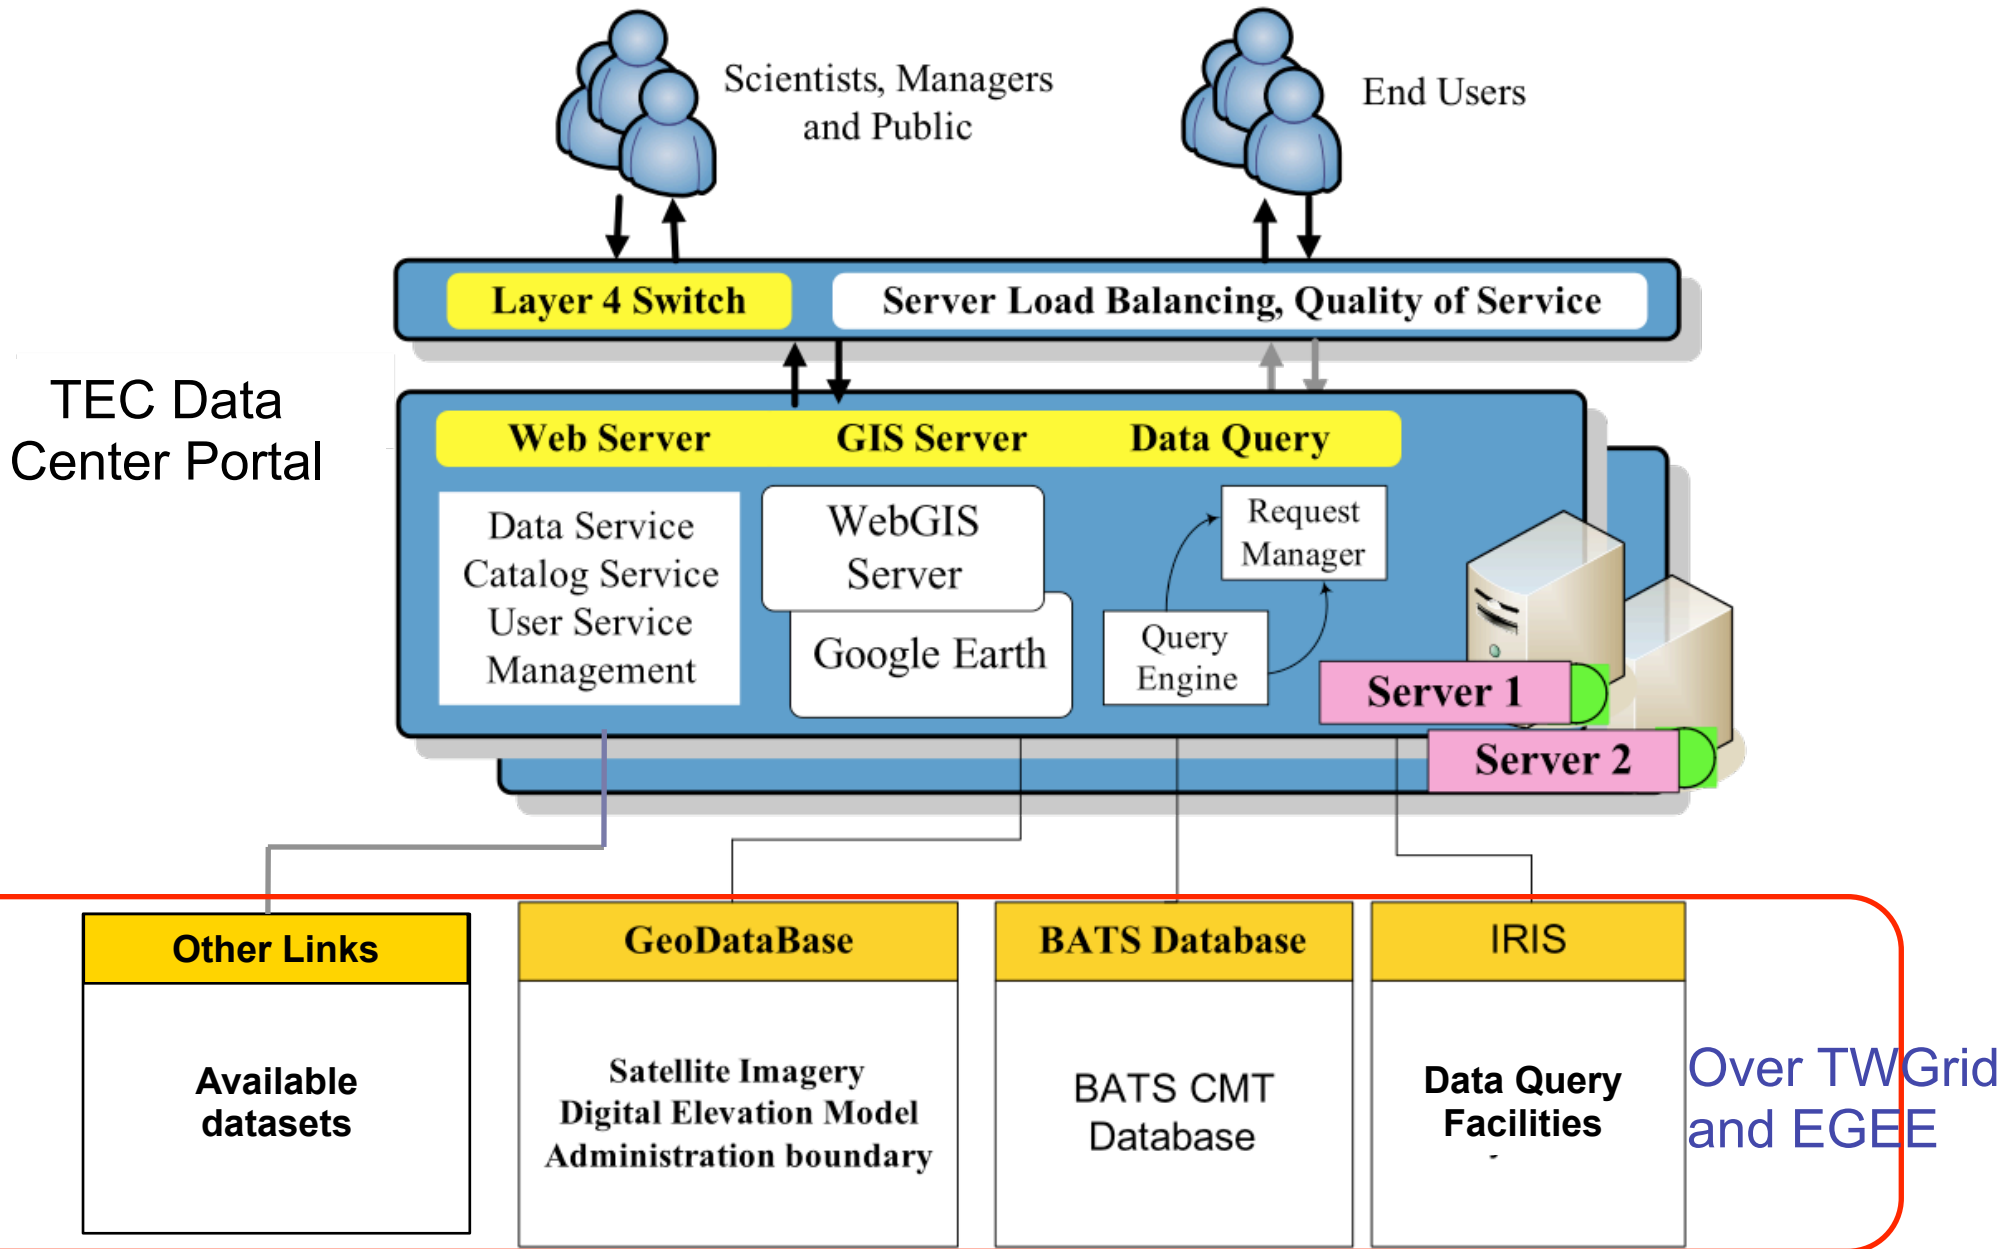 Scientists, Managers
and Public
End Users
Layer 4 Switch
Server Load Balancing, Quality of Service
TEC Data
Center Portal
Web Server
GIS Server
Data Query
Data Service
Catalog Service
User Service
Management
WebGIS
Server
Google Earth
Request
Manager
Query
Engine
Server 1
Server 2
Other Links
Available
datasets
GeoDataBase
Satellite Imagery
Digital Elevation Model
Administration boundary
BATS Database
BATS CMT
Database
IRIS
Data Query
Facilities
Over TWGrid
and EGEE